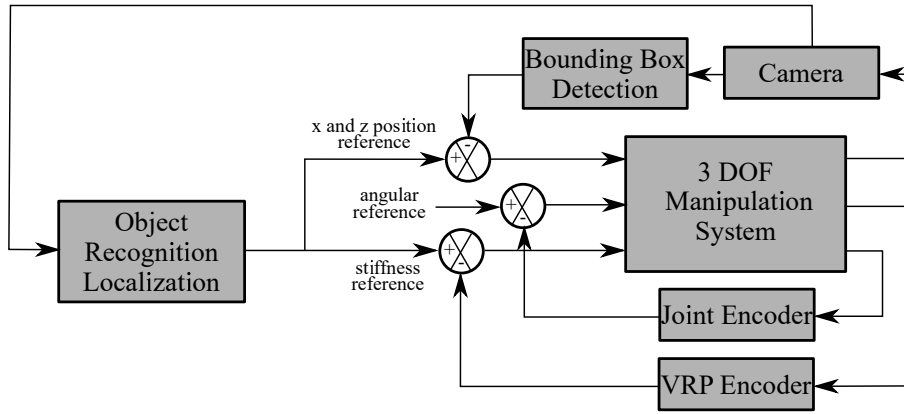 Bounding Box
Detection
Camera
x and z position
reference
-
+
3 DOF
Manipulation
System
angular
reference
+
-
Object
Recognition
Localization
+
-
stiffness
reference
Joint Encoder
VRP Encoder